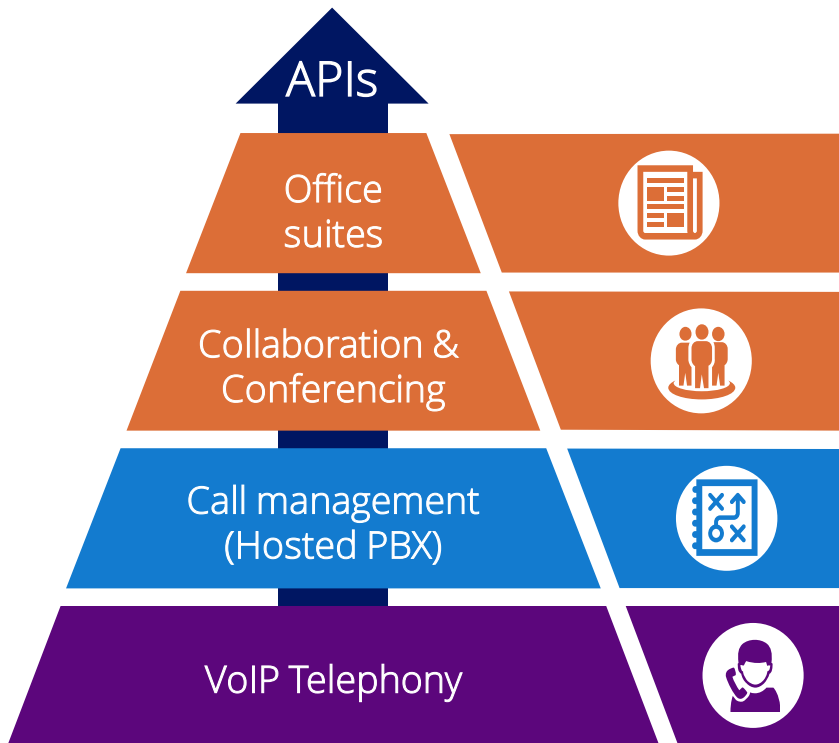 APIs
Office
suites
Collaboration &
Conferencing
Call management
(Hosted PBX)
VoIP Telephony